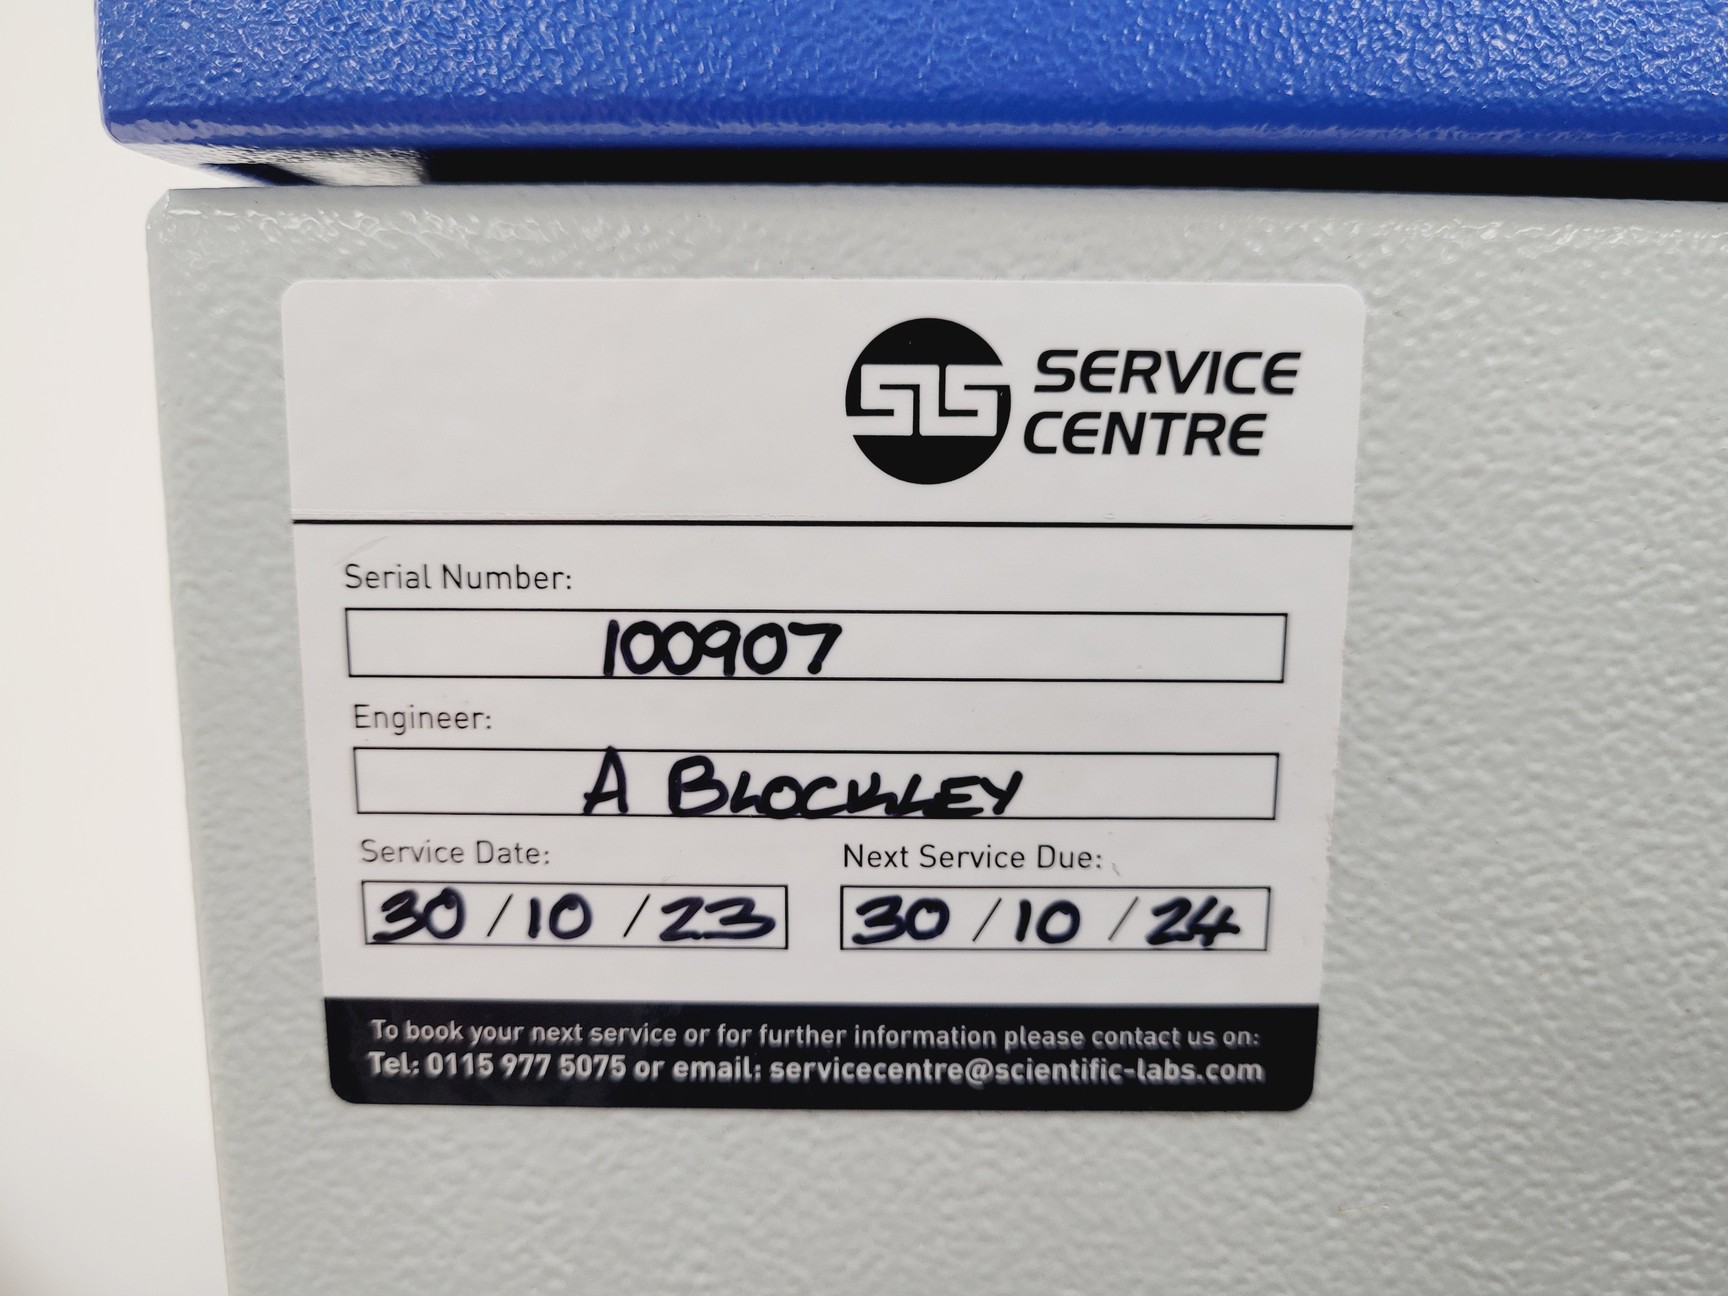 SLS SERVICE
CENTRE
Serial Number:
100907
Engineer:
A BLOCKLEY
Service Date: Next Service Due:
30/10/23 30/10/24
To book your next service or for further information please contact us on:
Tel: 0115 977 5075 or email: servicecentre@scientific-labs.com